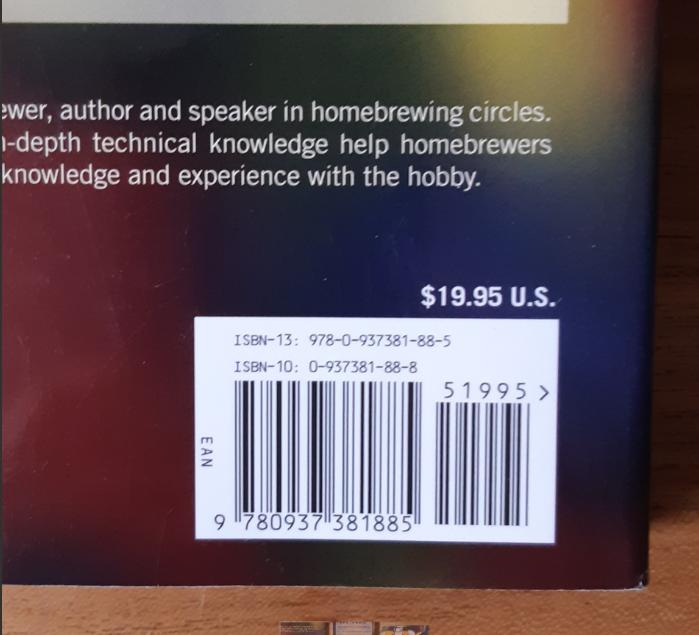 ewer, author and speaker in homebrewing circles.
-depth technical knowledge help homebrewers
knowledge and experience with the hobby.
$19.95 U.S.
ISBN-13: 978-0-937381-88-5
ISBN-10: 0-937381-88-8
51995 >
EAN
9 780937 381885